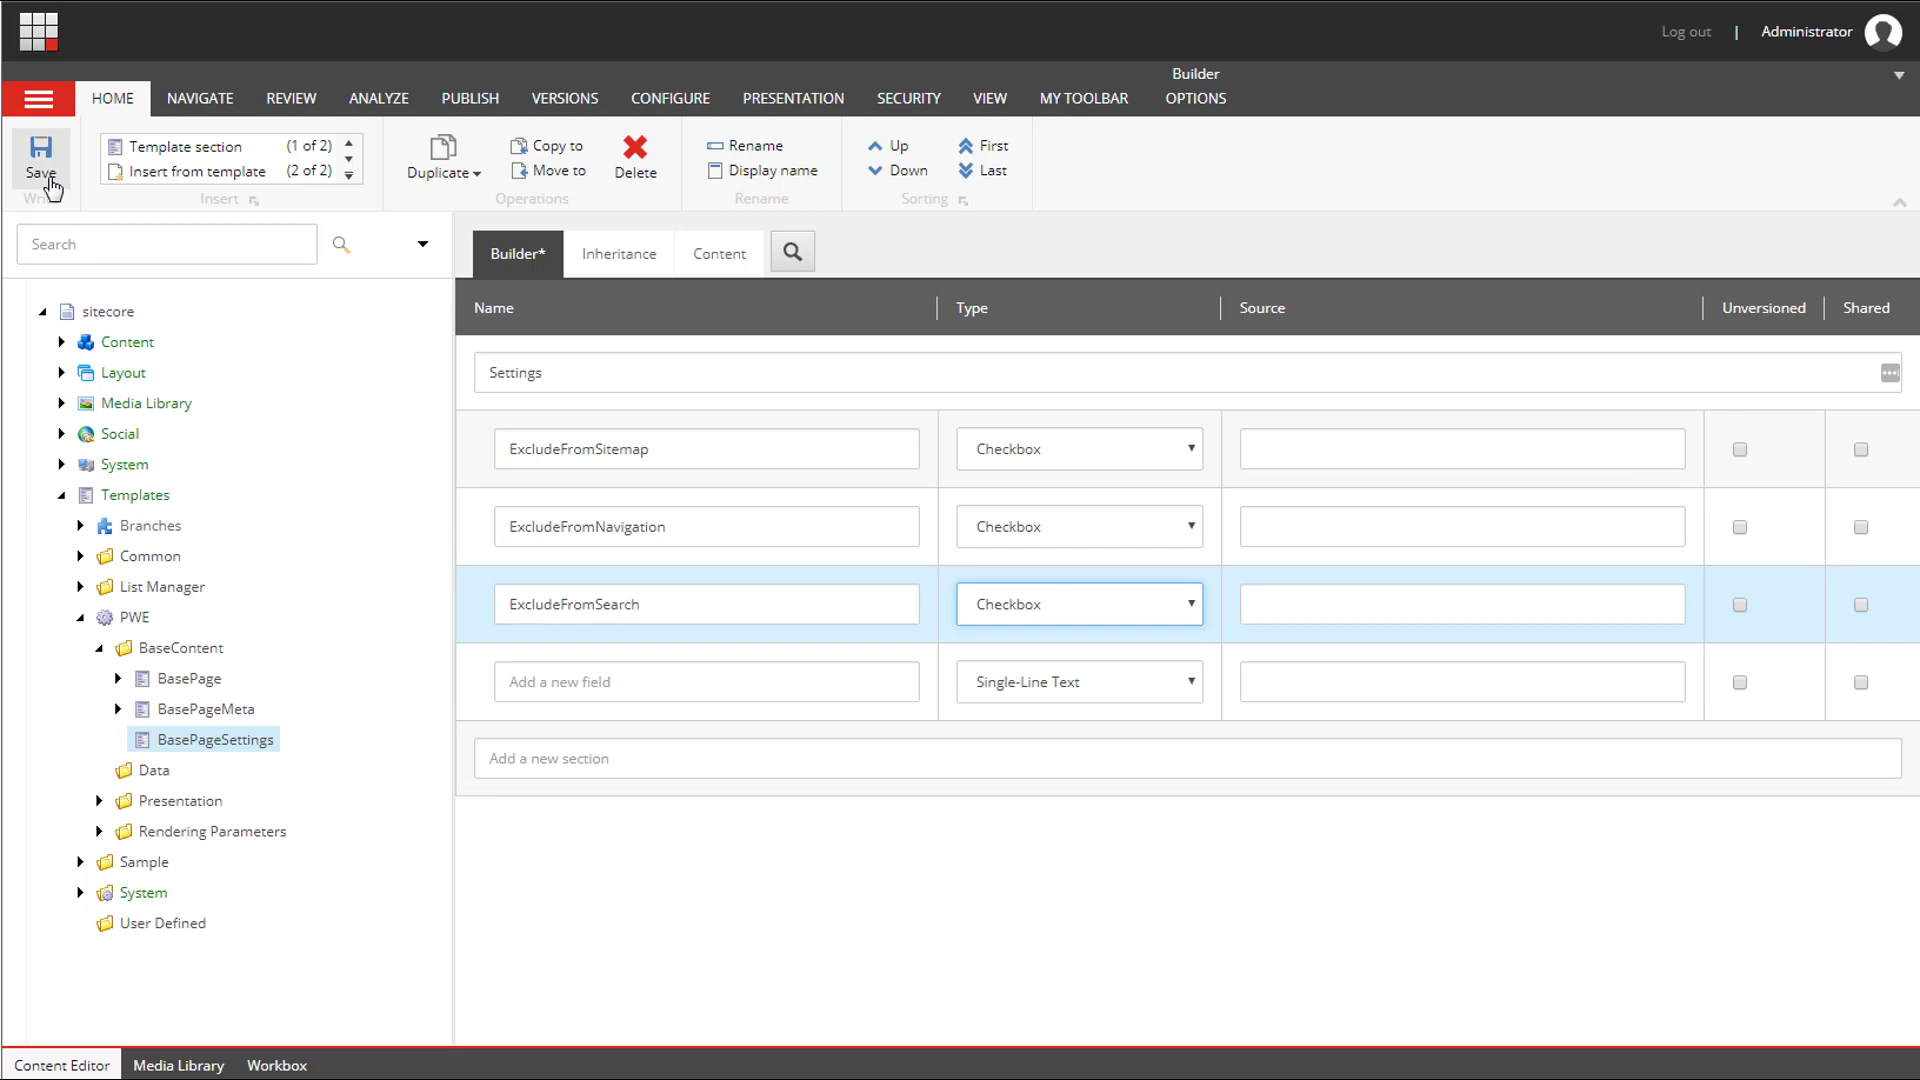 Log out | Administrator
Builder
HOME NAVIGATE REVIEW ANALYZE PUBLISH VERSIONS CONFIGURE PRESENTATION SECURITY VIEW MY TOOLBAR OPTIONS
Save
Template section (1 of 2)
Insert from template (2 of 2)
Insert
Duplicate
Copy to
Move to
Delete
Operations
Rename
Display name
Rename
Up
Down
First
Last
Sorting
Search
sitecore
Content
Layout
Media Library
Social
System
Templates
Branches
Common
List Manager
PWE
BaseContent
BasePage
BasePageMeta
BasePageSettings
Data
Presentation
Rendering Parameters
Sample
System
User Defined
Builder* Inheritance Content
Name Type Source Unversioned Shared
Settings
ExcludeFromSitemap Checkbox
ExcludeFromNavigation Checkbox
ExcludeFromSearch Checkbox
Add a new field Single-Line Text
Add a new section
Content Editor Media Library Workbox